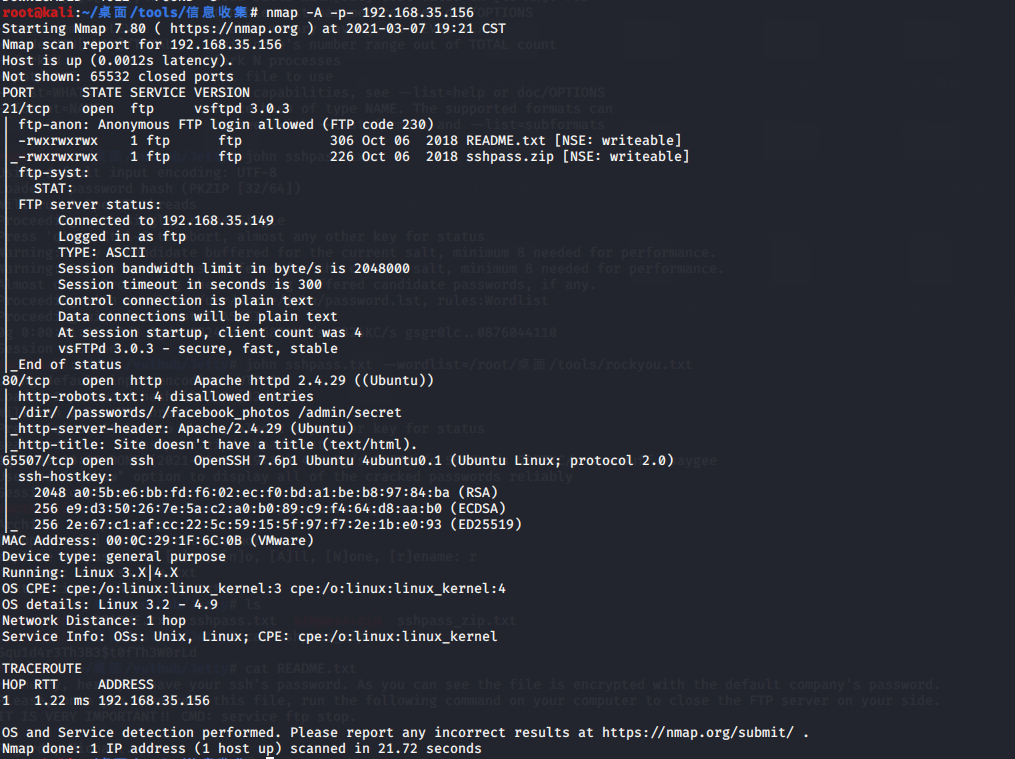 root@kali:~/桌面/tools/信息收集# nmap -A -p- 192.168.35.156
Starting Nmap 7.80 ( https://nmap.org ) at 2021-03-07 19:21 CST
Nmap scan report for 192.168.35.156
Host is up (0.0012s latency).
Not shown: 65532 closed ports
PORT      STATE SERVICE VERSION
21/tcp    open  ftp     vsftpd 3.0.3
| ftp-anon: Anonymous FTP login allowed (FTP code 230)
| -rwxrwxrwx    1 ftp      ftp           306 Oct 06  2018 README.txt [NSE: writeable]
|_-rwxrwxrwx    1 ftp      ftp           226 Oct 06  2018 sshpass.zip [NSE: writeable]
| ftp-syst:
|   STAT:
| FTP server status:
|      Connected to 192.168.35.149
|      Logged in as ftp
|      TYPE: ASCII
|      Session bandwidth limit in byte/s is 2048000
|      Session timeout in seconds is 300
|      Control connection is plain text
|      Data connections will be plain text
|      At session startup, client count was 4
|      vsFTPd 3.0.3 - secure, fast, stable
|_End of status
80/tcp    open  http    Apache httpd 2.4.29 ((Ubuntu))
| http-robots.txt: 4 disallowed entries
|_/dir/ /passwords/ /facebook_photos /admin/secret
|_http-server-header: Apache/2.4.29 (Ubuntu)
|_http-title: Site doesn't have a title (text/html).
65507/tcp open  ssh     OpenSSH 7.6p1 Ubuntu 4ubuntu0.1 (Ubuntu Linux; protocol 2.0)
| ssh-hostkey:
|   2048 a0:5b:e6:bb:fd:f6:02:ec:f0:bd:a1:be:b8:97:84:ba (RSA)
|   256 e9:d3:50:26:7e:5a:c2:a0:b0:89:c9:f4:64:d8:aa:b0 (ECDSA)
|_  256 2e:67:c1:af:cc:22:5c:59:15:5f:97:f7:2e:1b:e0:93 (ED25519)
MAC Address: 00:0C:29:1F:6C:0B (VMware)
Device type: general purpose
Running: Linux 3.X|4.X
OS CPE: cpe:/o:linux:linux_kernel:3 cpe:/o:linux:linux_kernel:4
OS details: Linux 3.2 - 4.9
Network Distance: 1 hop
Service Info: OSs: Unix, Linux; CPE: cpe:/o:linux:linux_kernel
TRACEROUTE
HOP RTT     ADDRESS
1   1.22 ms 192.168.35.156
OS and Service detection performed. Please report any incorrect results at https://nmap.org/submit/ .
Nmap done: 1 IP address (1 host up) scanned in 21.72 seconds